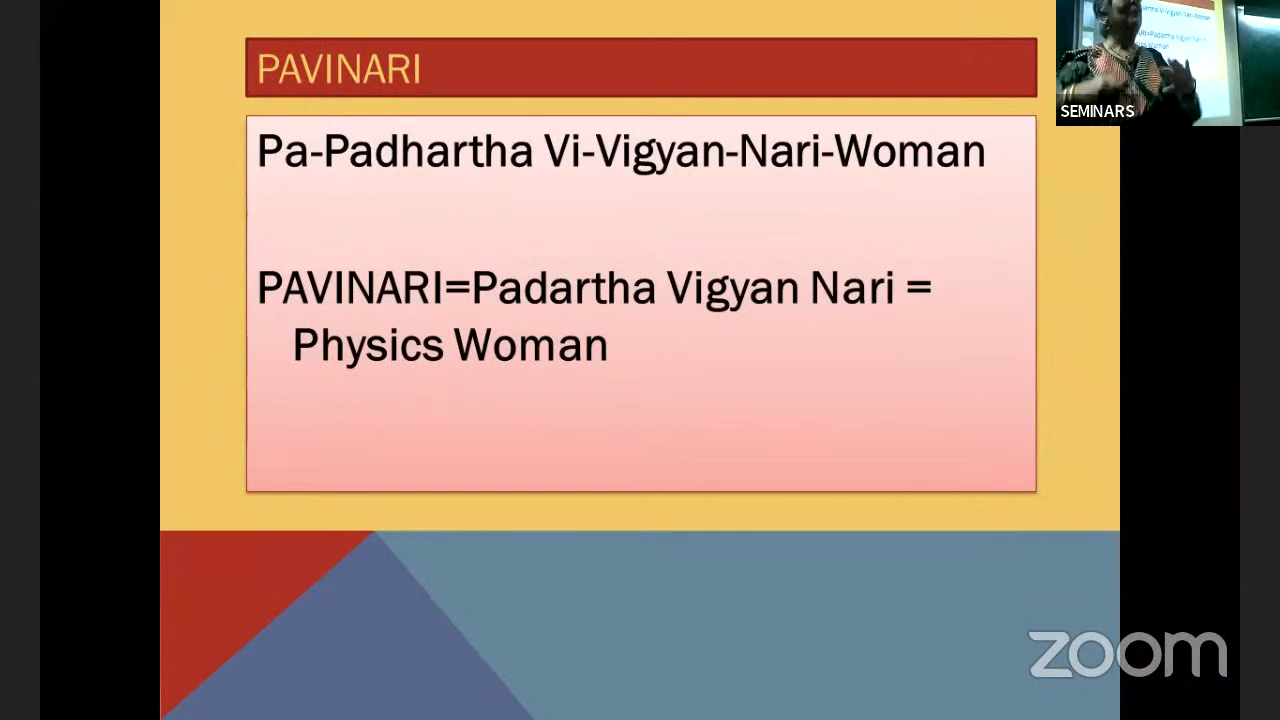 PAVINARI
Pa-Padhartha Vi-Vigyan-Nari-Woman
PAVINARI=Padartha Vigyan Nari =
Physics Woman
SEMINARS
zoom